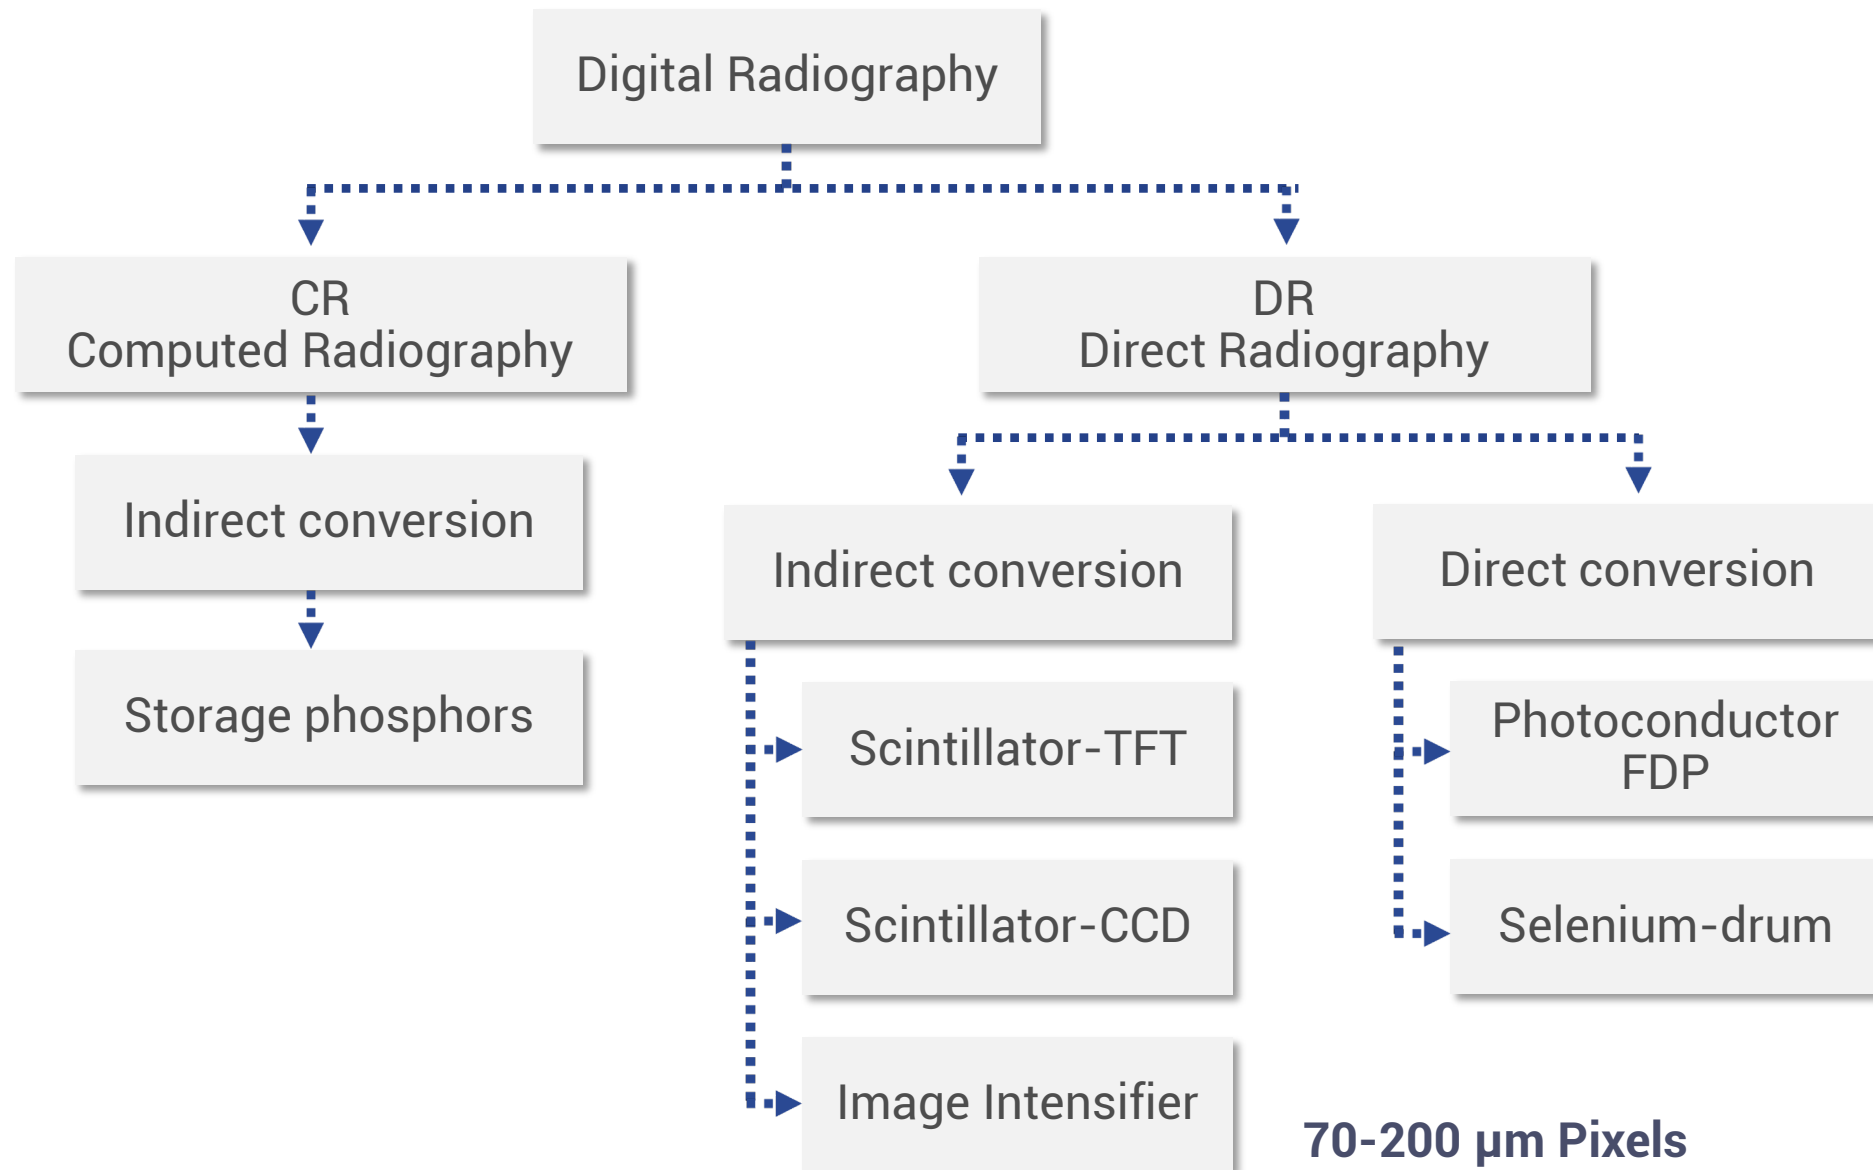 Digital Radiography
CR
Computed Radiography
DR
Direct Radiography
Indirect conversion
Storage phosphors
Indirect conversion
Direct conversion
Scintillator-TFT
Scintillator-CCD
Image Intensifier
Photoconductor
FDP
Selenium-drum
70-200 µm Pixels